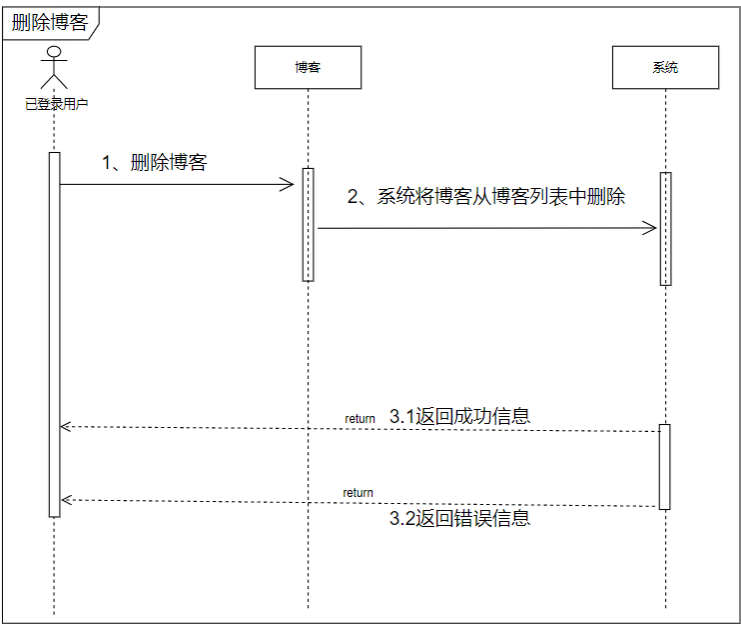 删除博客
博客
系统
已登录用户
1、删除博客
2、系统将博客从博客列表中删除
return 3.1返回成功信息
return
3.2返回错误信息